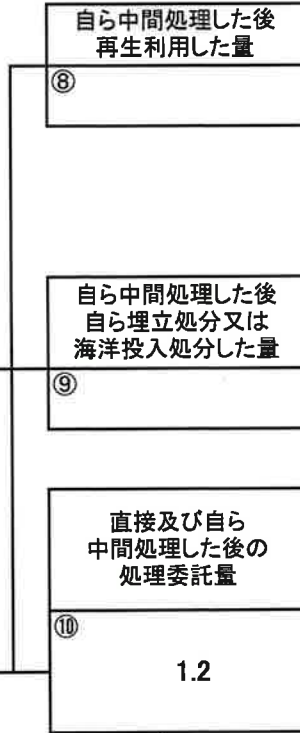 自ら中間処理した後
再生利用した量
⑧
自ら中間処理した後
自ら埋立処分又は
海洋投入処分した量
⑨
直接及び自ら
中間処理した後の
処理委託量
⑩
1.2